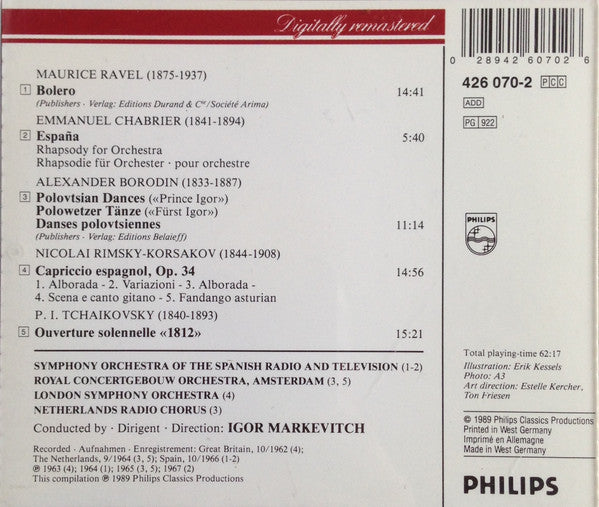 Digitally remastered
MAURICE RAVEL (1875-1937)
1 Bolero 14:41
(Publishers · Verlag: Editions Durand & Cie/Société Arima)
EMMANUEL CHABRIER (1841-1894)
2 España 5:40
Rhapsody for Orchestra
Rhapsodie für Orchester · pour orchestre
ALEXANDER BORODIN (1833-1887)
3 Polovtsian Dances («Prince Igor»)
Polowetzer Tänze («Fürst Igor»)
Danses polovtsiennes 11:14
(Publishers · Verlag: Editions Belaieff)
NICOLAI RIMSKY-KORSAKOV (1844-1908)
4 Capriccio espagnol, Op. 34 14:56
1. Alborada - 2. Variazioni - 3. Alborada -
4. Scena e canto gitano - 5. Fandango asturian
P. I. TCHAIKOVSKY (1840-1893)
5 Ouverture solennelle «1812» 15:21
SYMPHONY ORCHESTRA OF THE SPANISH RADIO AND TELEVISION (1-2)
ROYAL CONCERTGEBOUW ORCHESTRA, AMSTERDAM (3, 5)
LONDON SYMPHONY ORCHESTRA (4)
NETHERLANDS RADIO CHORUS (3)
Conducted by · Dirigent · Direction: IGOR MARKEVITCH
Recorded · Aufnahmen · Enregistrement: Great Britain, 10/1962 (4);
The Netherlands, 9/1964 (3, 5); Spain, 10/1966 (1-2)
℗ 1963 (4); 1964 (1); 1965 (3, 5); 1967 (2)
This compilation ℗ 1989 Philips Classics Productions
0 28942 60702 6
426 070-2 PCC
ADD
PG 922
PHILIPS
Total playing-time 62:17
Illustration: Erik Kessels
Photo: A3
Art direction: Estelle Kercher,
Ton Friesen
© 1989 Philips Classics Productions
Printed in West Germany
Imprimé en Allemagne
Made in West Germany
PHILIPS